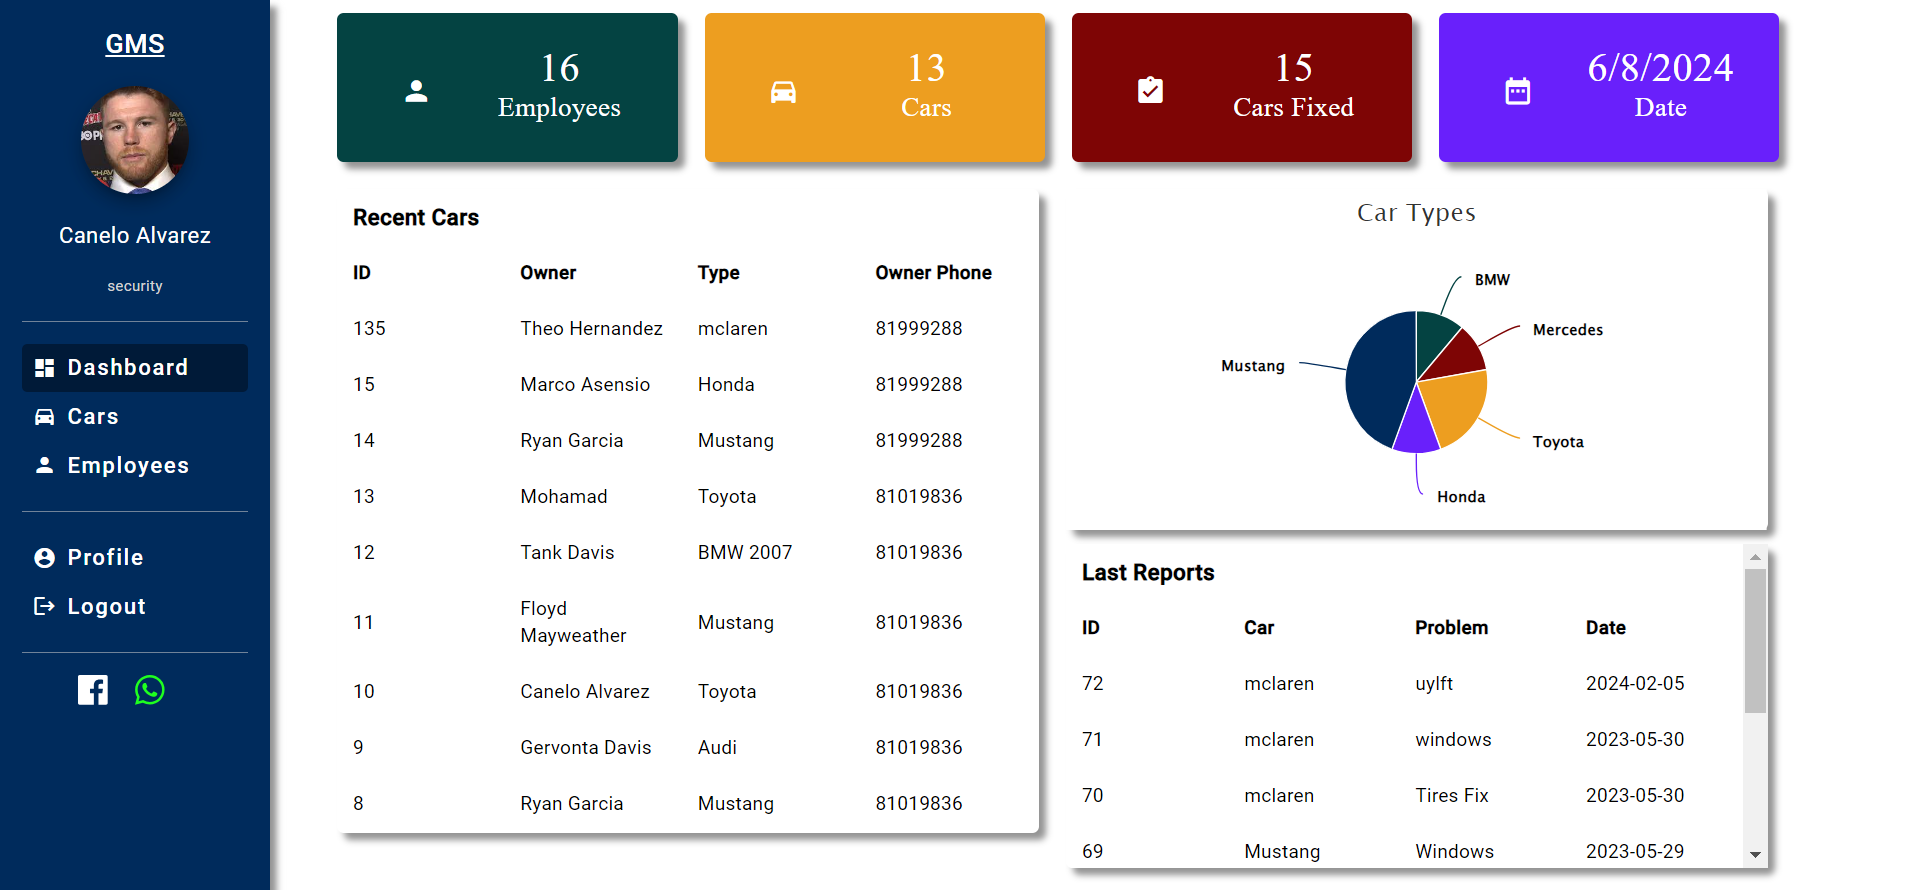 GMS
Canelo Alvarez
security
Dashboard
Cars
Employees
Profile
Logout
16
Employees
13
Cars
15
Cars Fixed
6/8/2024
Date
Recent Cars
ID Owner Type Owner Phone
135 Theo Hernandez mclaren 81999288
15 Marco Asensio Honda 81999288
14 Ryan Garcia Mustang 81999288
13 Mohamad Toyota 81019836
12 Tank Davis BMW 2007 81019836
11 Floyd Mayweather Mustang 81019836
10 Canelo Alvarez Toyota 81019836
9 Gervonta Davis Audi 81019836
8 Ryan Garcia Mustang 81019836
Car Types
BMW
Mercedes
Mustang
Toyota
Honda
Last Reports
ID Car Problem Date
72 mclaren uylft 2024-02-05
71 mclaren windows 2023-05-30
70 mclaren Tires Fix 2023-05-30
69 Mustang Windows 2023-05-29